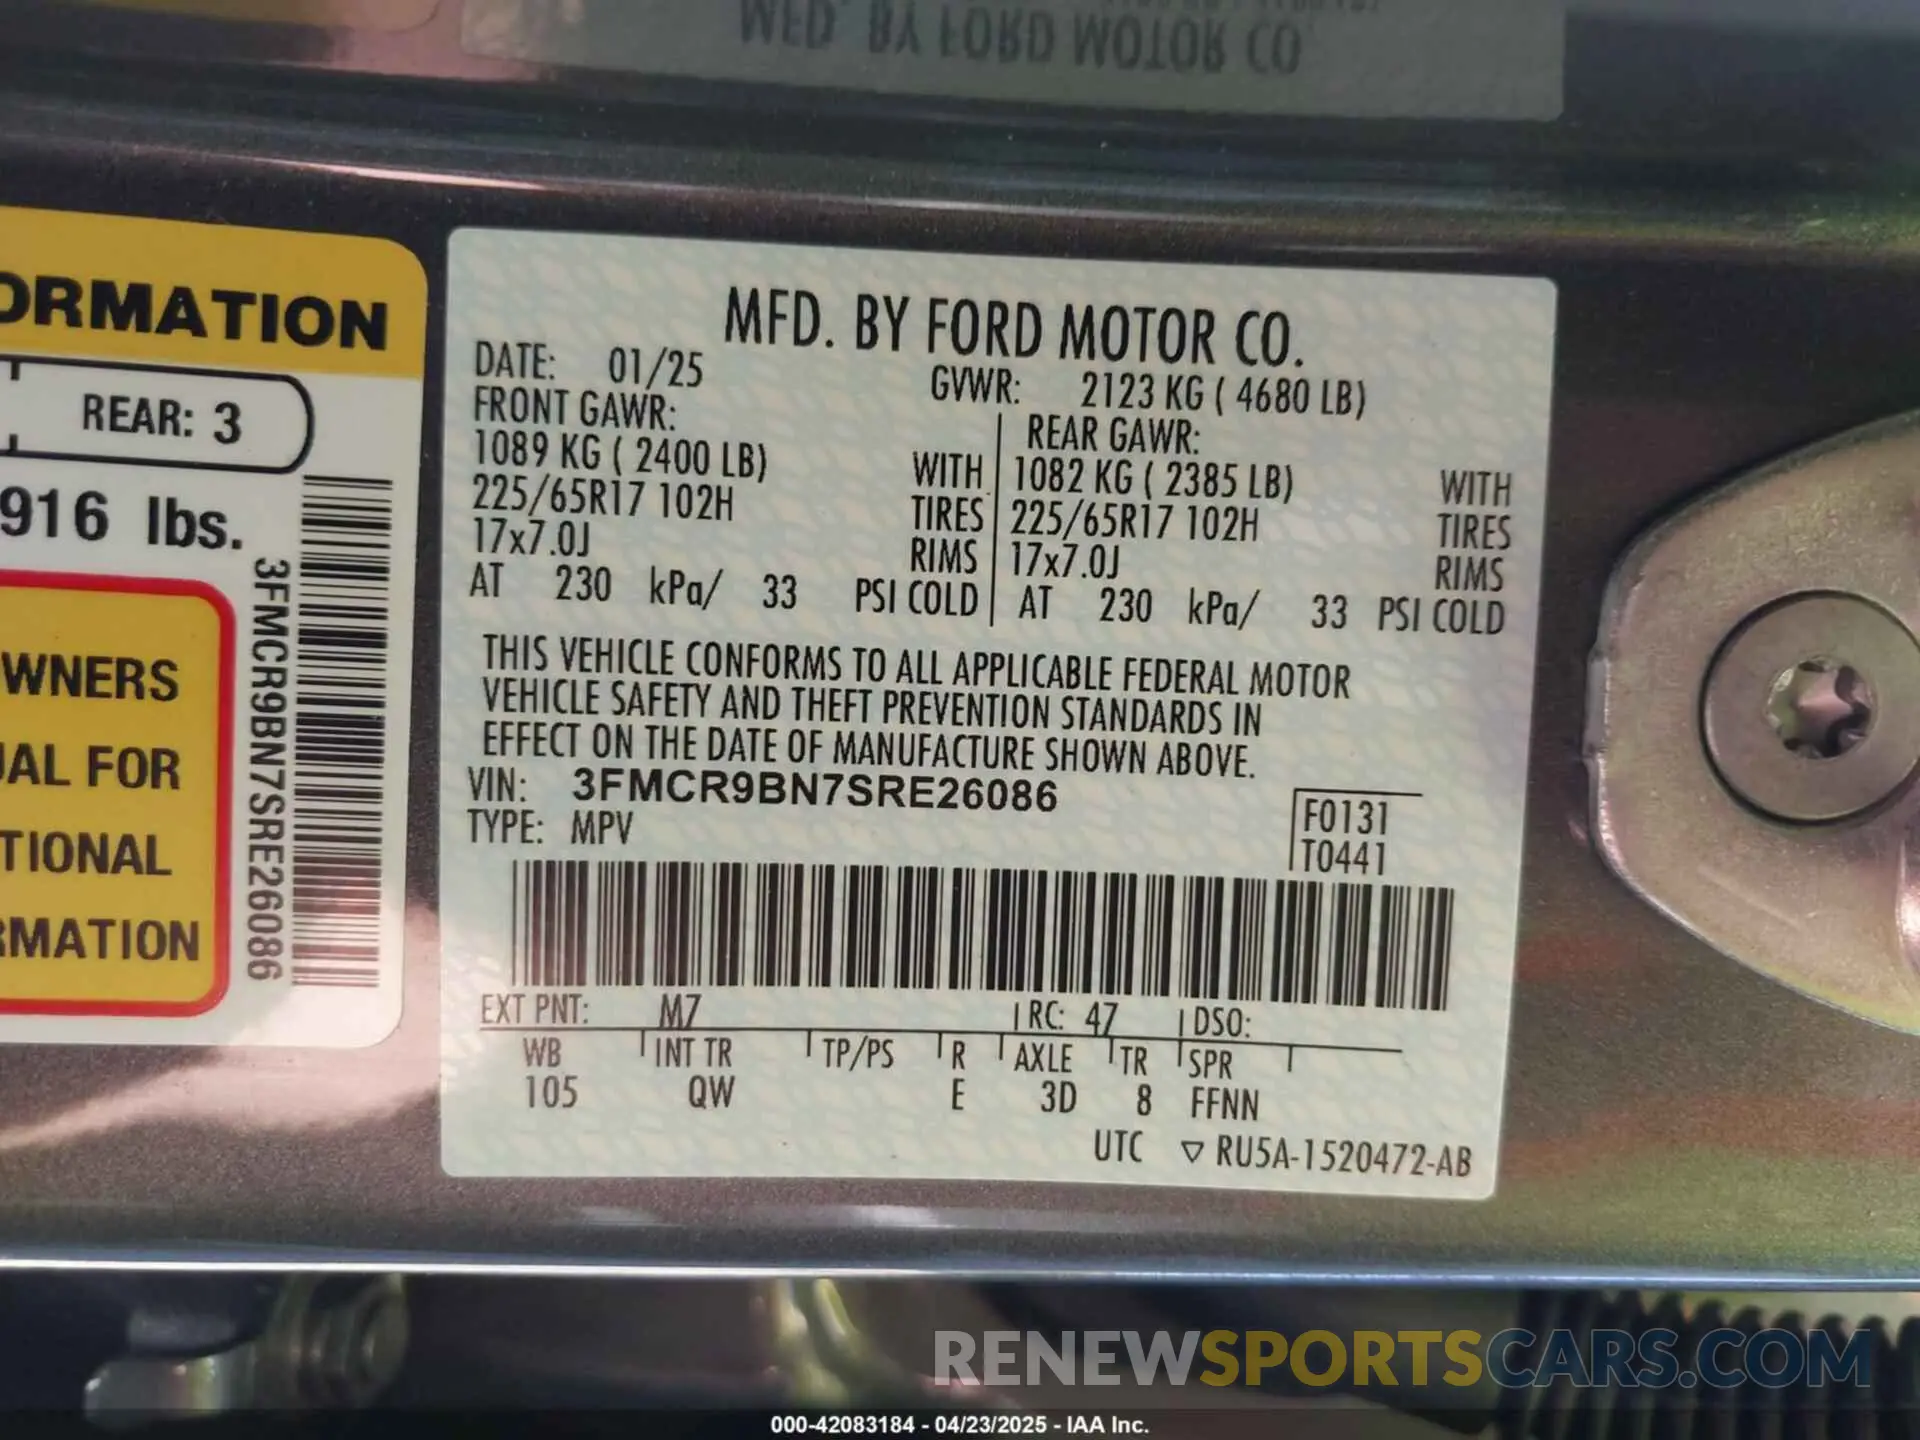 MFD. BY FORD MOTOR CO.
ORMATION
REAR: 3
916 lbs.
WNERS
UAL FOR
TIONAL
RMATION
3FMCR9BN7SRE26086
MFD. BY FORD MOTOR CO.
DATE: 01/25
GVWR: 2123 KG ( 4680 LB)
FRONT GAWR:
1089 KG ( 2400 LB) WITH
225/65R17 102H TIRES
17x7.0J RIMS
AT 230 kPa/ 33 PSI COLD
REAR GAWR:
1082 KG ( 2385 LB) WITH
225/65R17 102H TIRES
17x7.0J RIMS
AT 230 kPa/ 33 PSI COLD
THIS VEHICLE CONFORMS TO ALL APPLICABLE FEDERAL MOTOR
VEHICLE SAFETY AND THEFT PREVENTION STANDARDS IN
EFFECT ON THE DATE OF MANUFACTURE SHOWN ABOVE.
VIN: 3FMCR9BN7SRE26086
TYPE: MPV
F0131
T0441
EXT PNT: M7 RC: 47 DSO:
WB INT TR TP/PS R AXLE TR SPR
105 QW E 3D 8 FFNN
UTC ▽ RU5A-1520472-AB
RENEWSPORTSCARS.COM
000-42083184 - 04/23/2025 - IAA Inc.